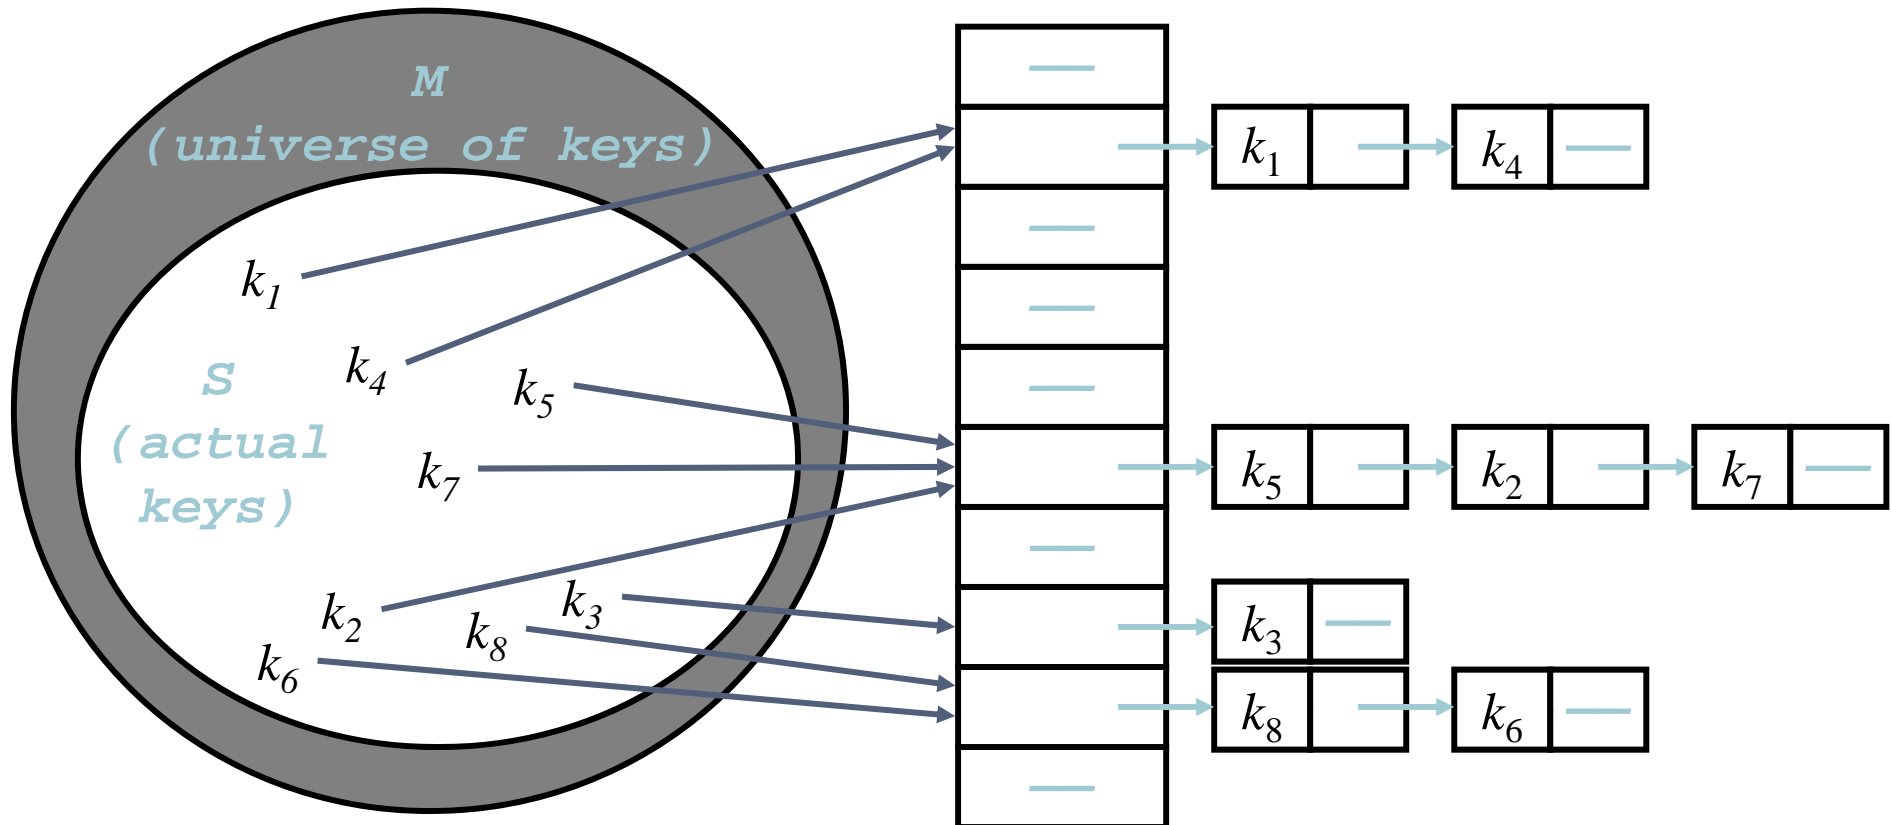 M
(universe of keys)
k1
k4
k5
S
(actual
keys)
k7
k2
k3
k8
k6
k1
k4
k5
k2
k7
k3
k8
k6